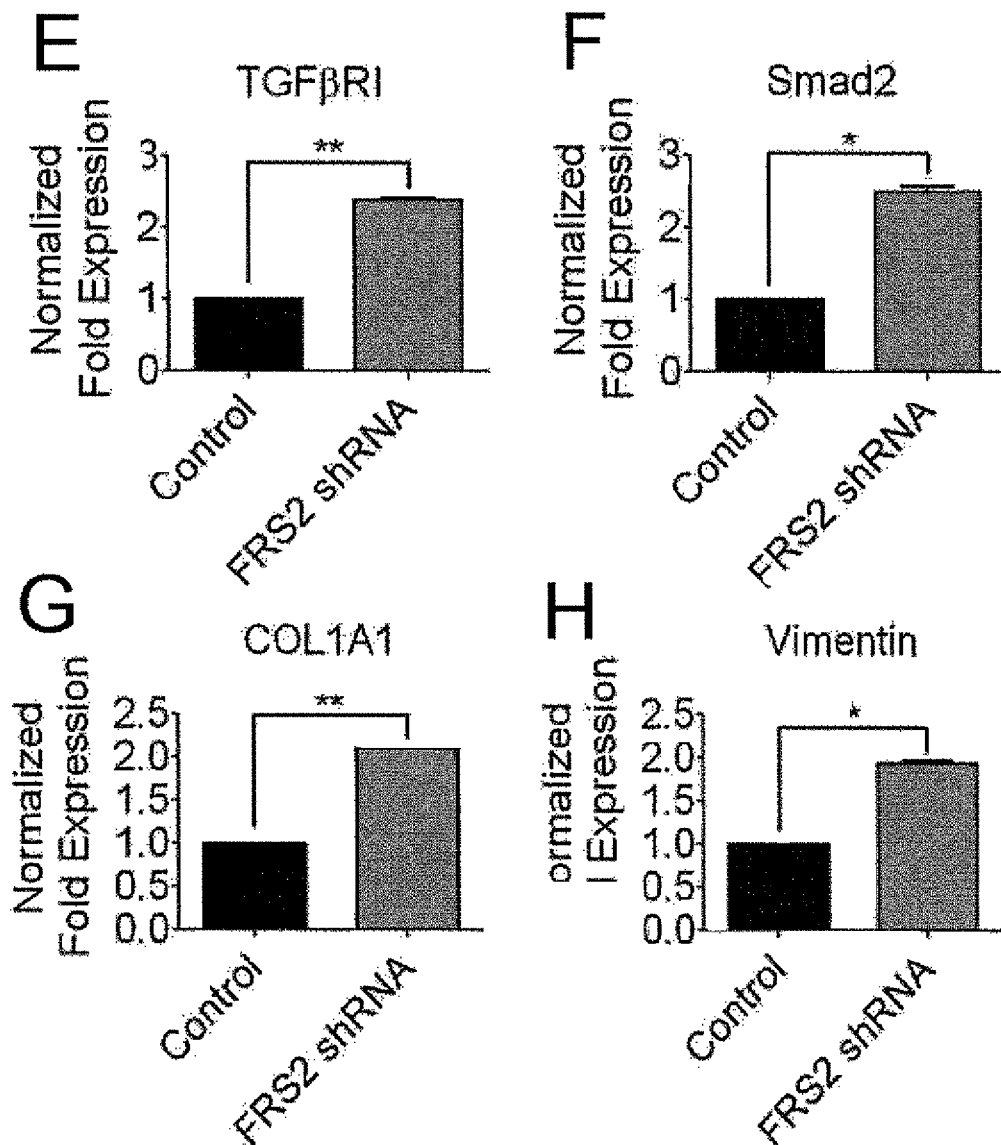 E
TGFβRI
Normalized
Fold Expression
**
3
2
1
0
Control
FRS2 shRNA
F
Smad2
Normalized
Fold Expression
*
3
2
1
0
Control
FRS2 shRNA
G
COL1A1
Normalized
Fold Expression
**
2.5
2.0
1.5
1.0
0.5
0.0
Control
FRS2 shRNA
H
Vimentin
ormalized
l Expression
*
2.5
2.0
1.5
1.0
0.5
0.0
Control
FRS2 shRNA